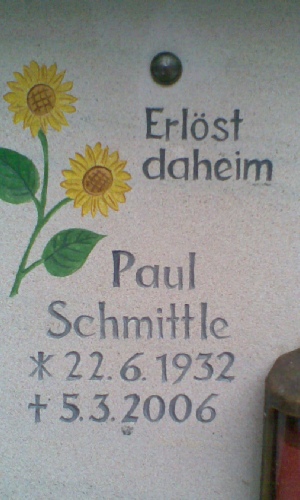 Erlöst
daheim
Paul
Schmittle
* 22.6.1932
† 5.3.2006